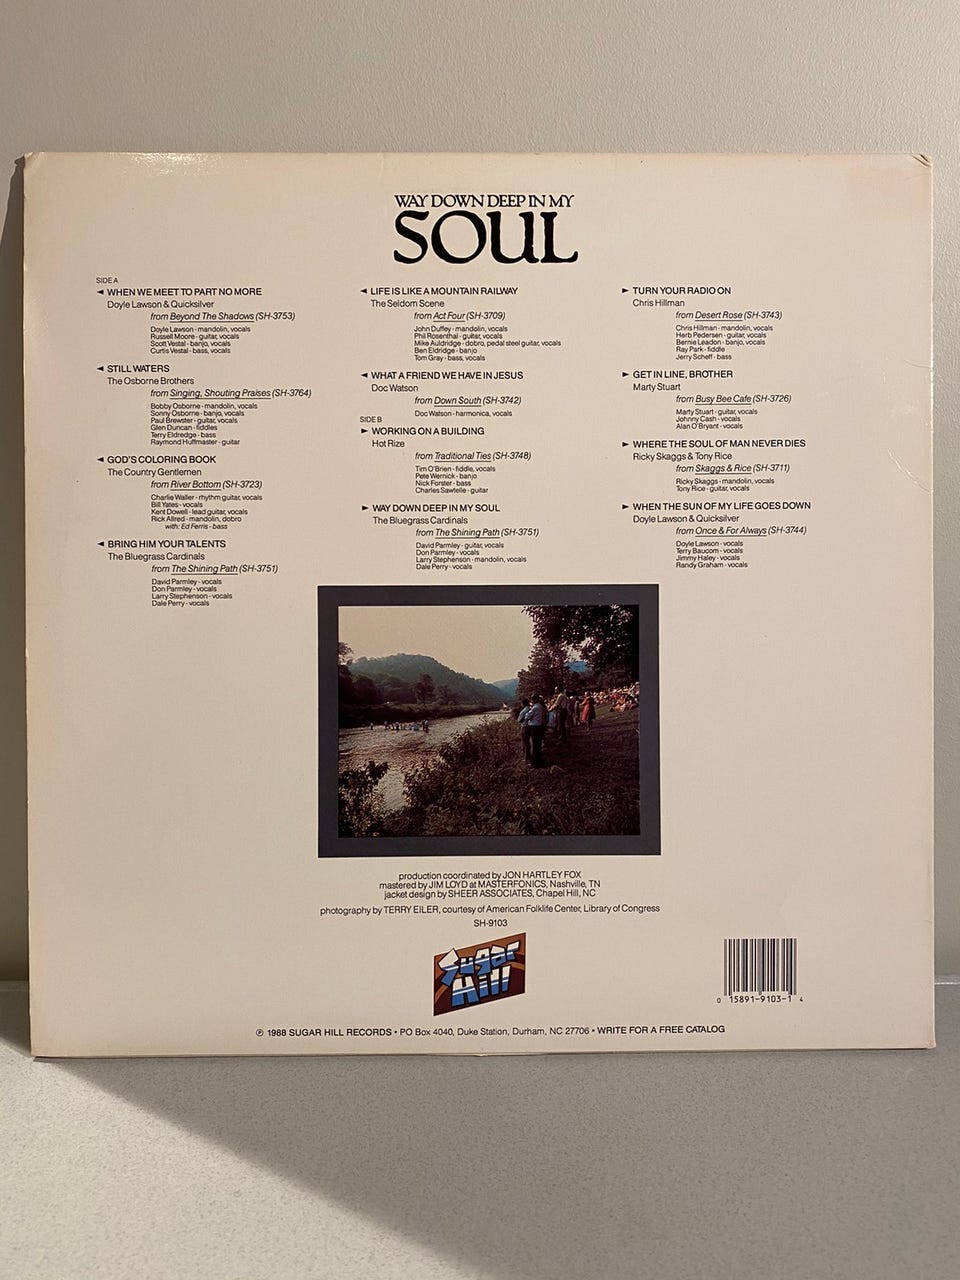 WAY DOWN DEEP IN MY
SOUL
SIDE A
◄ WHEN WE MEET TO PART NO MORE
Doyle Lawson & Quicksilver
from Beyond The Shadows (SH-3753)
Doyle Lawson - mandolin, vocals
Russell Moore - guitar, vocals
Scott Vestal - banjo, vocals
Curtis Vestal - bass, vocals
◄ STILL WATERS
The Osborne Brothers
from Singing, Shouting Praises (SH-3764)
Bobby Osborne - mandolin, vocals
Sonny Osborne - banjo, vocals
Paul Brewster - guitar, vocals
Glen Duncan - fiddles
Terry Eldredge - bass
Raymond Huffmaster - guitar
◄ GOD'S COLORING BOOK
The Country Gentlemen
from River Bottom (SH-3723)
Charlie Waller - rhythm guitar, vocals
Bill Yates - vocals
Kent Dowell - lead guitar, vocals
Rick Allred - mandolin, dobro
with: Ed Ferris - bass
◄ BRING HIM YOUR TALENTS
The Bluegrass Cardinals
from The Shining Path (SH-3751)
David Parmley - vocals
Don Parmley - vocals
Larry Stephenson - vocals
Dale Perry - vocals
◄ LIFE IS LIKE A MOUNTAIN RAILWAY
The Seldom Scene
from Act Four (SH-3709)
John Duffey - mandolin, vocals
Phil Rosenthal - guitar, vocals
Mike Auldridge - dobro, pedal steel guitar, vocals
Ben Eldridge - banjo
Tom Gray - bass, vocals
◄ WHAT A FRIEND WE HAVE IN JESUS
Doc Watson
from Down South (SH-3742)
Doc Watson - harmonica, vocals
SIDE B
► WORKING ON A BUILDING
Hot Rize
from Traditional Ties (SH-3748)
Tim O'Brien - fiddle, vocals
Pete Wernick - banjo
Nick Forster - bass
Charles Sawtelle - guitar
► WAY DOWN DEEP IN MY SOUL
The Bluegrass Cardinals
from The Shining Path (SH-3751)
David Parmley - guitar, vocals
Don Parmley - vocals
Larry Stephenson - mandolin, vocals
Dale Perry - vocals
► TURN YOUR RADIO ON
Chris Hillman
from Desert Rose (SH-3743)
Chris Hillman - mandolin, vocals
Herb Pedersen - guitar, vocals
Bernie Leadon - banjo, vocals
Ray Park - fiddle
Jerry Scheff - bass
► GET IN LINE, BROTHER
Marty Stuart
from Busy Bee Cafe (SH-3726)
Marty Stuart - guitar, vocals
Johnny Cash - vocals
Alan O'Bryant - vocals
► WHERE THE SOUL OF MAN NEVER DIES
Ricky Skaggs & Tony Rice
from Skaggs & Rice (SH-3711)
Ricky Skaggs - mandolin, vocals
Tony Rice - guitar, vocals
► WHEN THE SUN OF MY LIFE GOES DOWN
Doyle Lawson & Quicksilver
from Once & For Always (SH-3744)
Doyle Lawson - vocals
Terry Baucom - vocals
Jimmy Haley - vocals
Randy Graham - vocals
production coordinated by JON HARTLEY FOX
mastered by JIM LOYD at MASTERFONICS, Nashville, TN
jacket design by SHEER ASSOCIATES, Chapel Hill, NC
photography by TERRY EILER, courtesy of American Folklife Center, Library of Congress
SH-9103
Sugar
Hill
0 15891-9103-1 4
℗ 1988 SUGAR HILL RECORDS • PO Box 4040, Duke Station, Durham, NC 27706 • WRITE FOR A FREE CATALOG